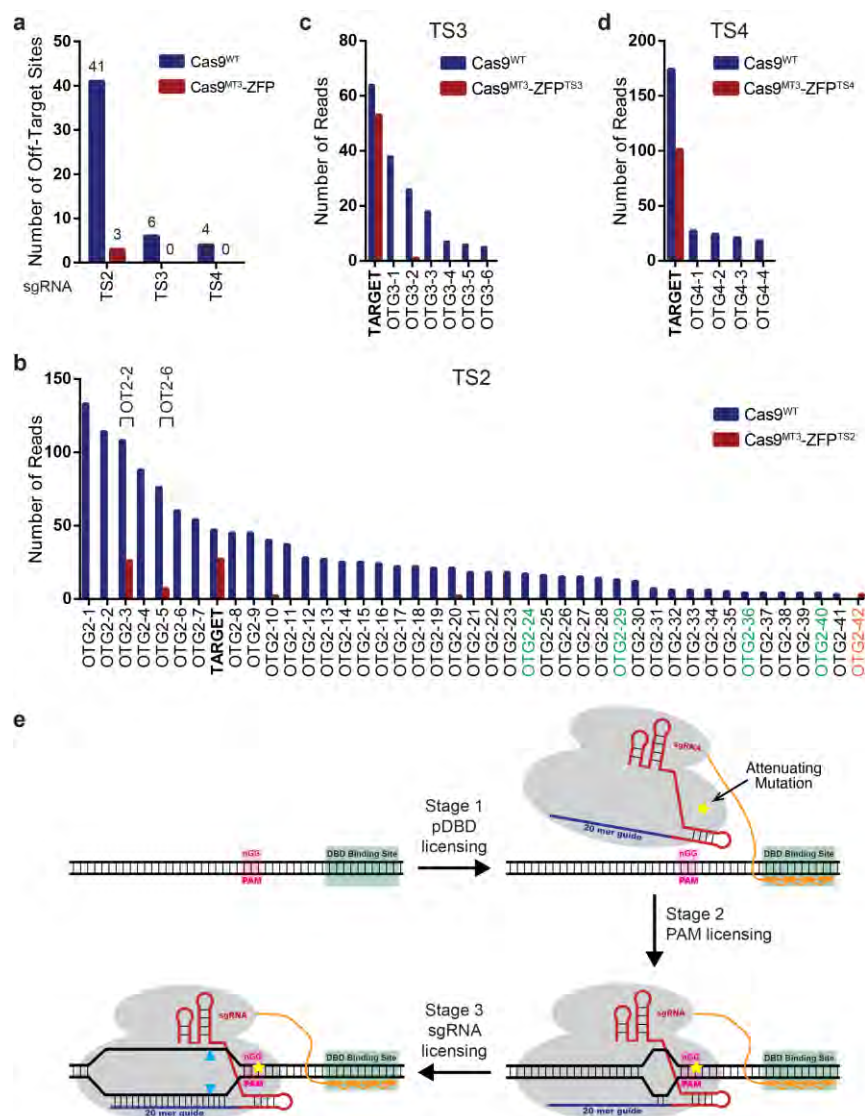 a
Number of Off-Target Sites
50
40
30
20
10
0
41
3
6
0
4
0
Cas9WT
Cas9MT3-ZFP
sgRNA
TS2
TS3
TS4
c
TS3
Number of Reads
80
60
40
20
0
Cas9WT
Cas9MT3-ZFPTS3
TARGET
OTG3-1
OTG3-2
OTG3-3
OTG3-4
OTG3-5
OTG3-6
d
TS4
Number of Reads
200
150
100
50
0
Cas9WT
Cas9MT3-ZFPTS4
TARGET
OTG4-1
OTG4-2
OTG4-3
OTG4-4
b
TS2
Number of Reads
150
100
50
0
OT2-2
OT2-6
Cas9WT
Cas9MT3-ZFPTS2
OTG2-1
OTG2-2
OTG2-3
OTG2-4
OTG2-5
OTG2-6
OTG2-7
TARGET
OTG2-8
OTG2-9
OTG2-10
OTG2-11
OTG2-12
OTG2-13
OTG2-14
OTG2-15
OTG2-16
OTG2-17
OTG2-18
OTG2-19
OTG2-20
OTG2-21
OTG2-22
OTG2-23
OTG2-24
OTG2-25
OTG2-26
OTG2-27
OTG2-28
OTG2-29
OTG2-30
OTG2-31
OTG2-32
OTG2-33
OTG2-34
OTG2-35
OTG2-36
OTG2-37
OTG2-38
OTG2-39
OTG2-40
OTG2-41
OTG2-42
e
nGG
PAM
DBD Binding Site
Stage 1
pDBD
licensing
sgRNA
Attenuating
Mutation
20 mer guide
nGG
PAM
DBD Binding Site
Stage 2
PAM licensing
sgRNA
nGG
PAM
DBD Binding Site
20 mer guide
Stage 3
sgRNA
licensing
sgRNA
nGG
PAM
DBD Binding Site
20 mer guide